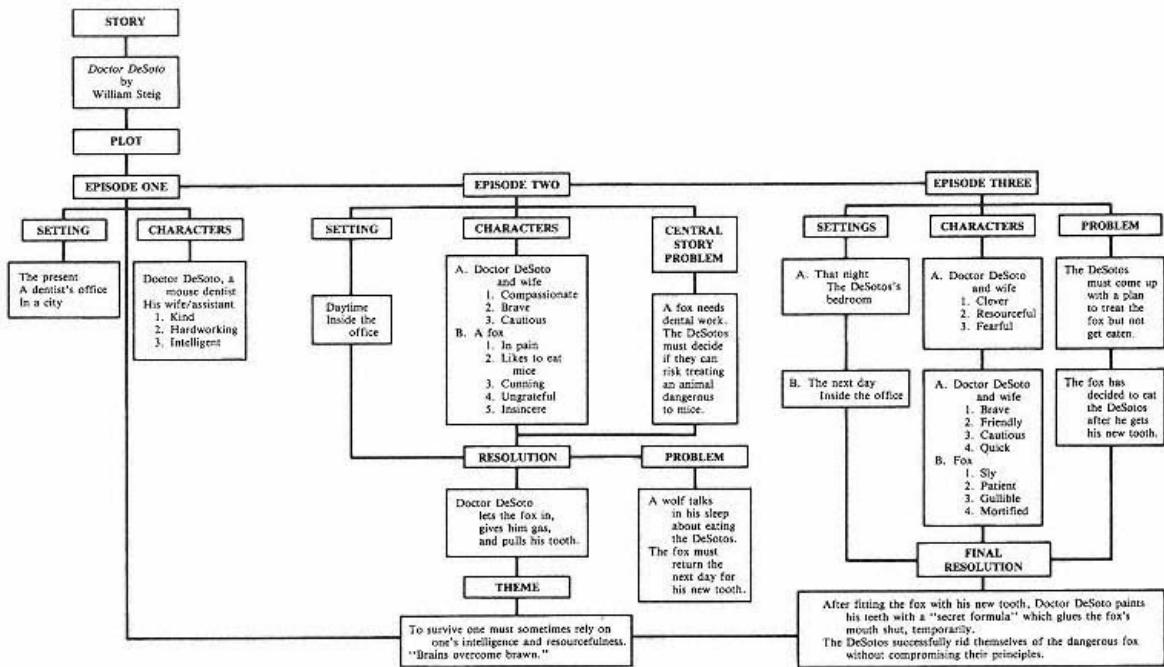 STORY
Doctor DeSoto
by
William Steig
PLOT
EPISODE ONE
SETTING
The present
A dentist's office
In a city
CHARACTERS
Doctor DeSoto, a
mouse dentist
His wife/assistant
1. Kind
2. Hardworking
3. Intelligent
EPISODE TWO
SETTING
Daytime
Inside the
office
CHARACTERS
A. Doctor DeSoto
and wife
1. Compassionate
2. Brave
3. Cautious
B. A fox
1. In pain
2. Likes to eat
mice
3. Cunning
4. Ungrateful
5. Insincere
CENTRAL
STORY
PROBLEM
A fox needs
dental work.
The DeSotos
must decide
if they can
risk treating
an animal
dangerous
to mice.
RESOLUTION
Doctor DeSoto
lets the fox in,
gives him gas,
and pulls his tooth.
PROBLEM
A wolf talks
in his sleep
about eating
the DeSotos.
The fox must
return the
next day for
his new tooth.
THEME
To survive one must sometimes rely on
one's intelligence and resourcefulness.
"Brains overcome brawn."
EPISODE THREE
SETTINGS
A. That night
The DeSotos's
bedroom
B. The next day
Inside the office
CHARACTERS
A. Doctor DeSoto
and wife
1. Clever
2. Resourceful
3. Fearful
A. Doctor DeSoto
and wife
1. Brave
2. Friendly
3. Cautious
4. Quick
B. Fox
1. Sly
2. Patient
3. Gullible
4. Mortified
PROBLEM
The DeSotos
must come up
with a plan
to treat the
fox but not
get eaten.
The fox has
decided to eat
the DeSotos
after he gets
his new tooth.
FINAL
RESOLUTION
After fitting the fox with his new tooth, Doctor DeSoto paints
his teeth with a "secret formula" which glues the fox's
mouth shut, temporarily.
The DeSotos successfully rid themselves of the dangerous fox
without compromising their principles.